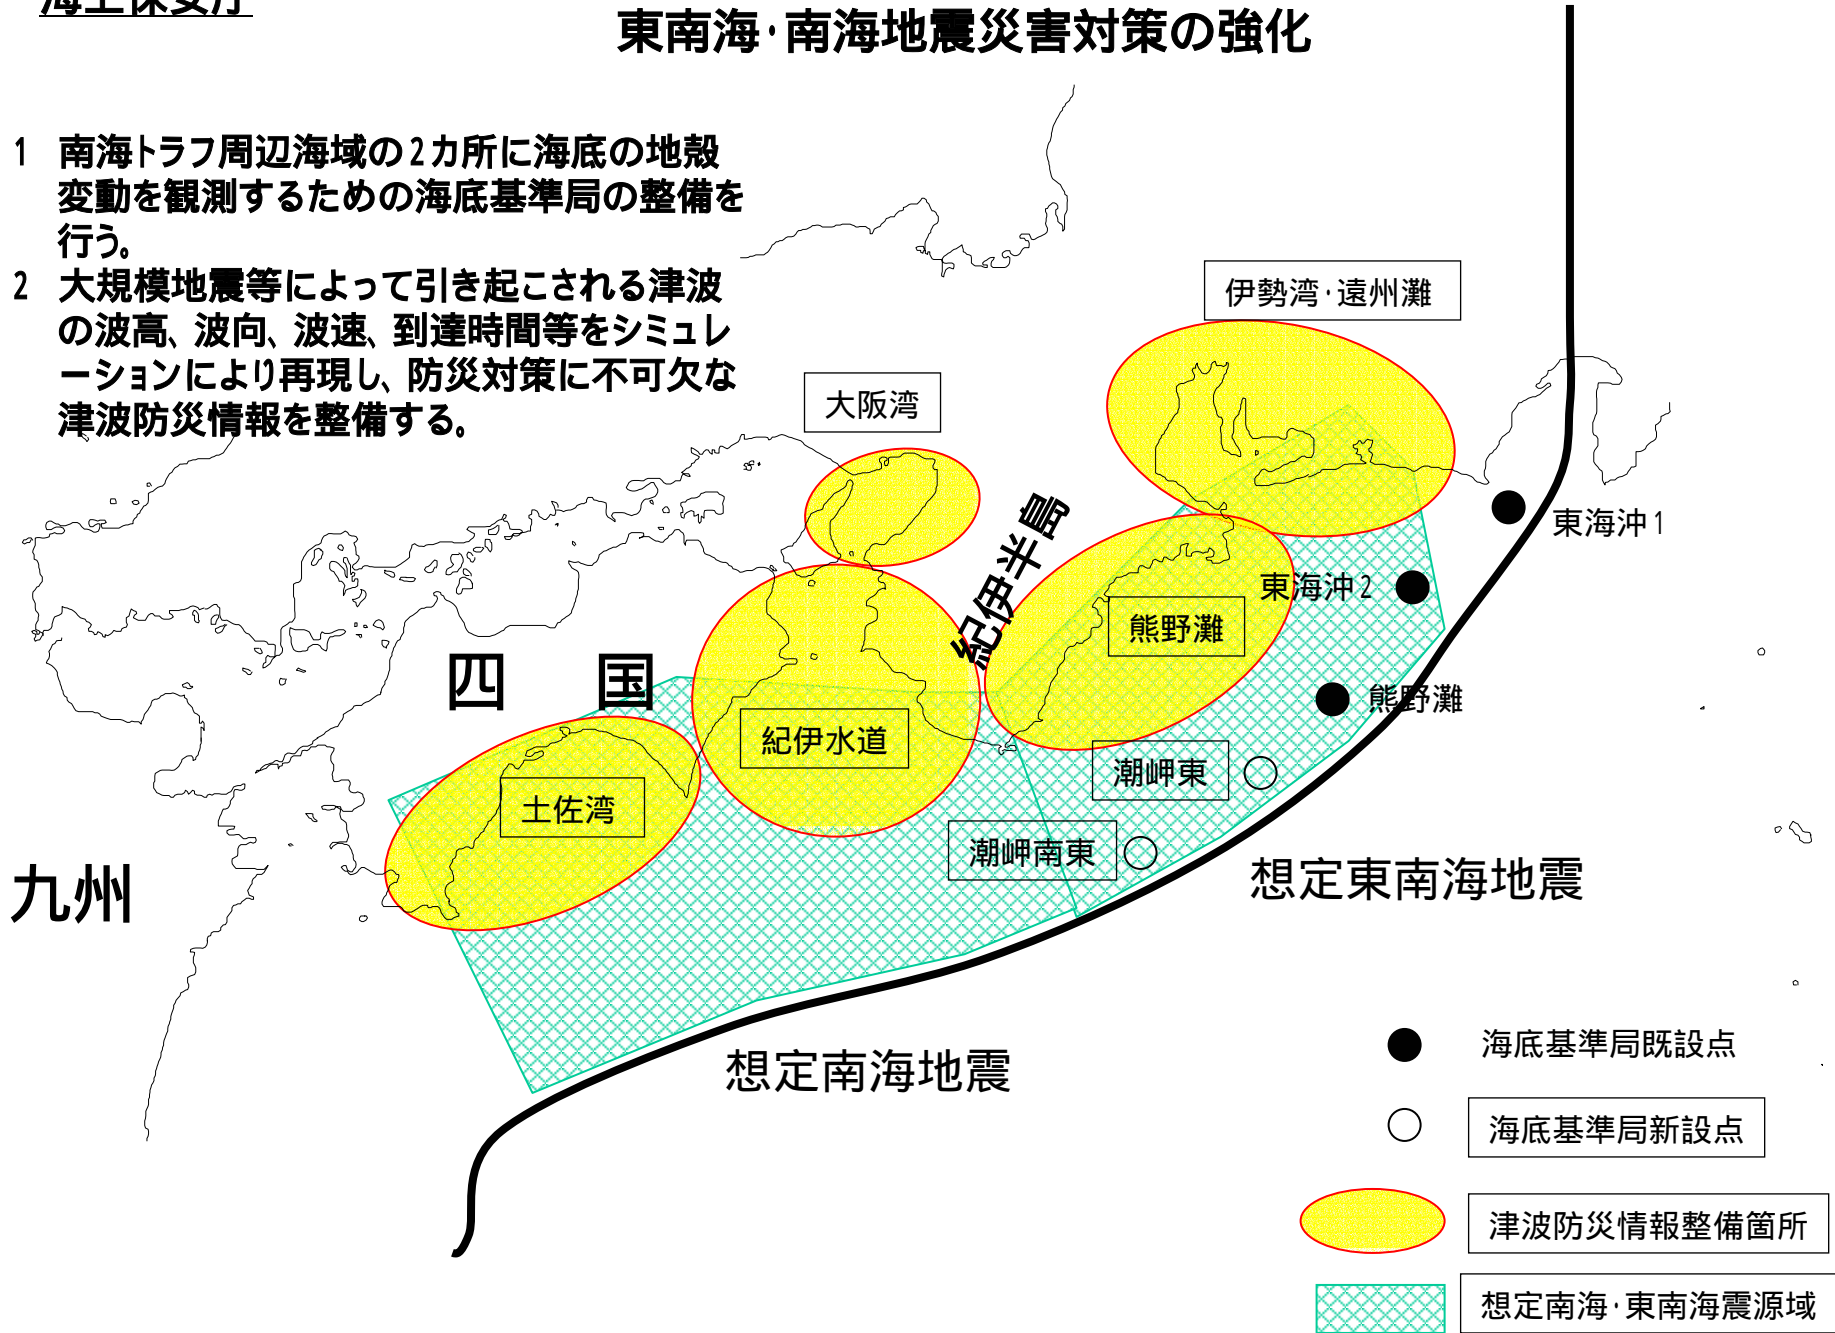 海上保安庁
東南海・南海地震災害対策の強化
1 南海トラフ周辺海域の2カ所に海底の地殻
変動を観測するための海底基準局の整備を
行う。
2 大規模地震等によって引き起こされる津波
の波高、波向、波速、到達時間等をシミュレ
ーションにより再現し、防災対策に不可欠な
津波防災情報を整備する。
伊勢湾・遠州灘
大阪湾
紀伊半島
東海沖1
東海沖2
熊野灘
四 国
熊野灘
紀伊水道
潮岬東
土佐湾
潮岬南東
九州
想定東南海地震
想定南海地震
海底基準局既設点
海底基準局新設点
津波防災情報整備箇所
想定南海・東南海震源域